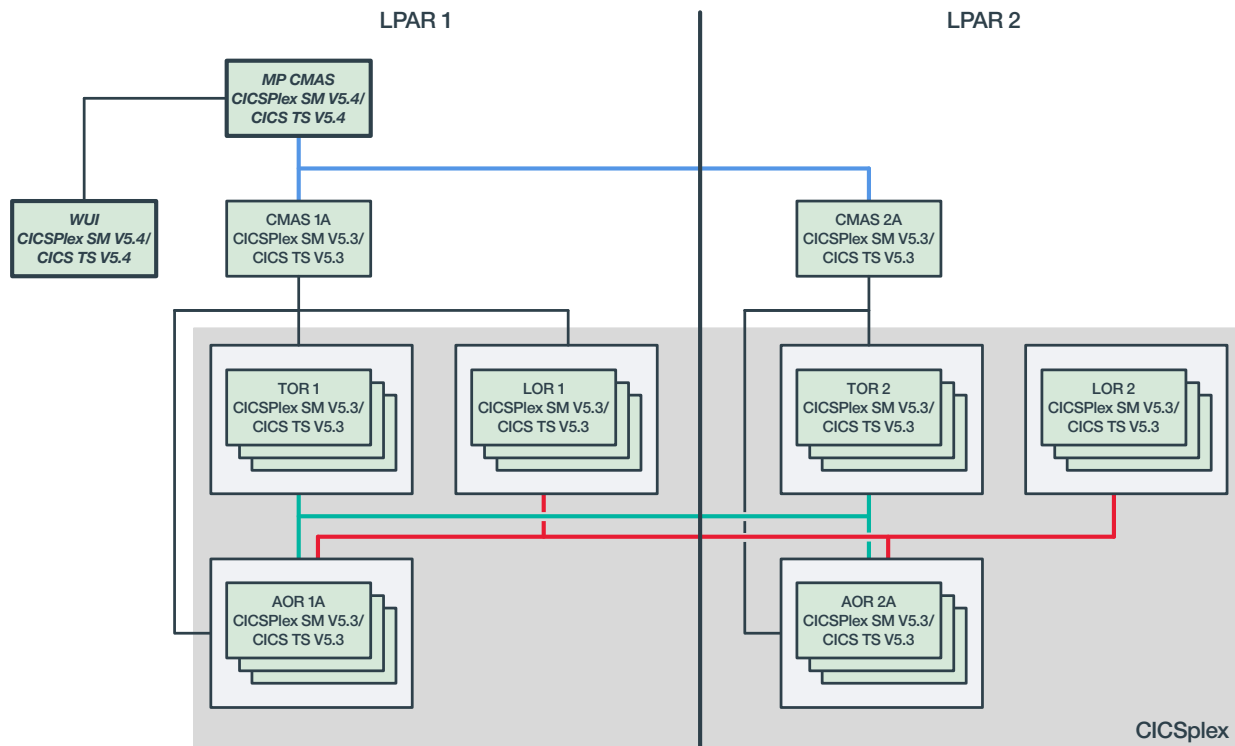 LPAR 1
LPAR 2
MP CMAS
CICSPlex SM V5.4/
CICS TS V5.4
WUI
CICSPlex SM V5.4/
CICS TS V5.4
CMAS 1A
CICSPlex SM V5.3/
CICS TS V5.3
CMAS 2A
CICSPlex SM V5.3/
CICS TS V5.3
TOR 1
CICSPlex SM V5.3/
CICS TS V5.3
LOR 1
CICSPlex SM V5.3/
CICS TS V5.3
TOR 2
CICSPlex SM V5.3/
CICS TS V5.3
LOR 2
CICSPlex SM V5.3/
CICS TS V5.3
AOR 1A
CICSPlex SM V5.3/
CICS TS V5.3
AOR 2A
CICSPlex SM V5.3/
CICS TS V5.3
CICSplex